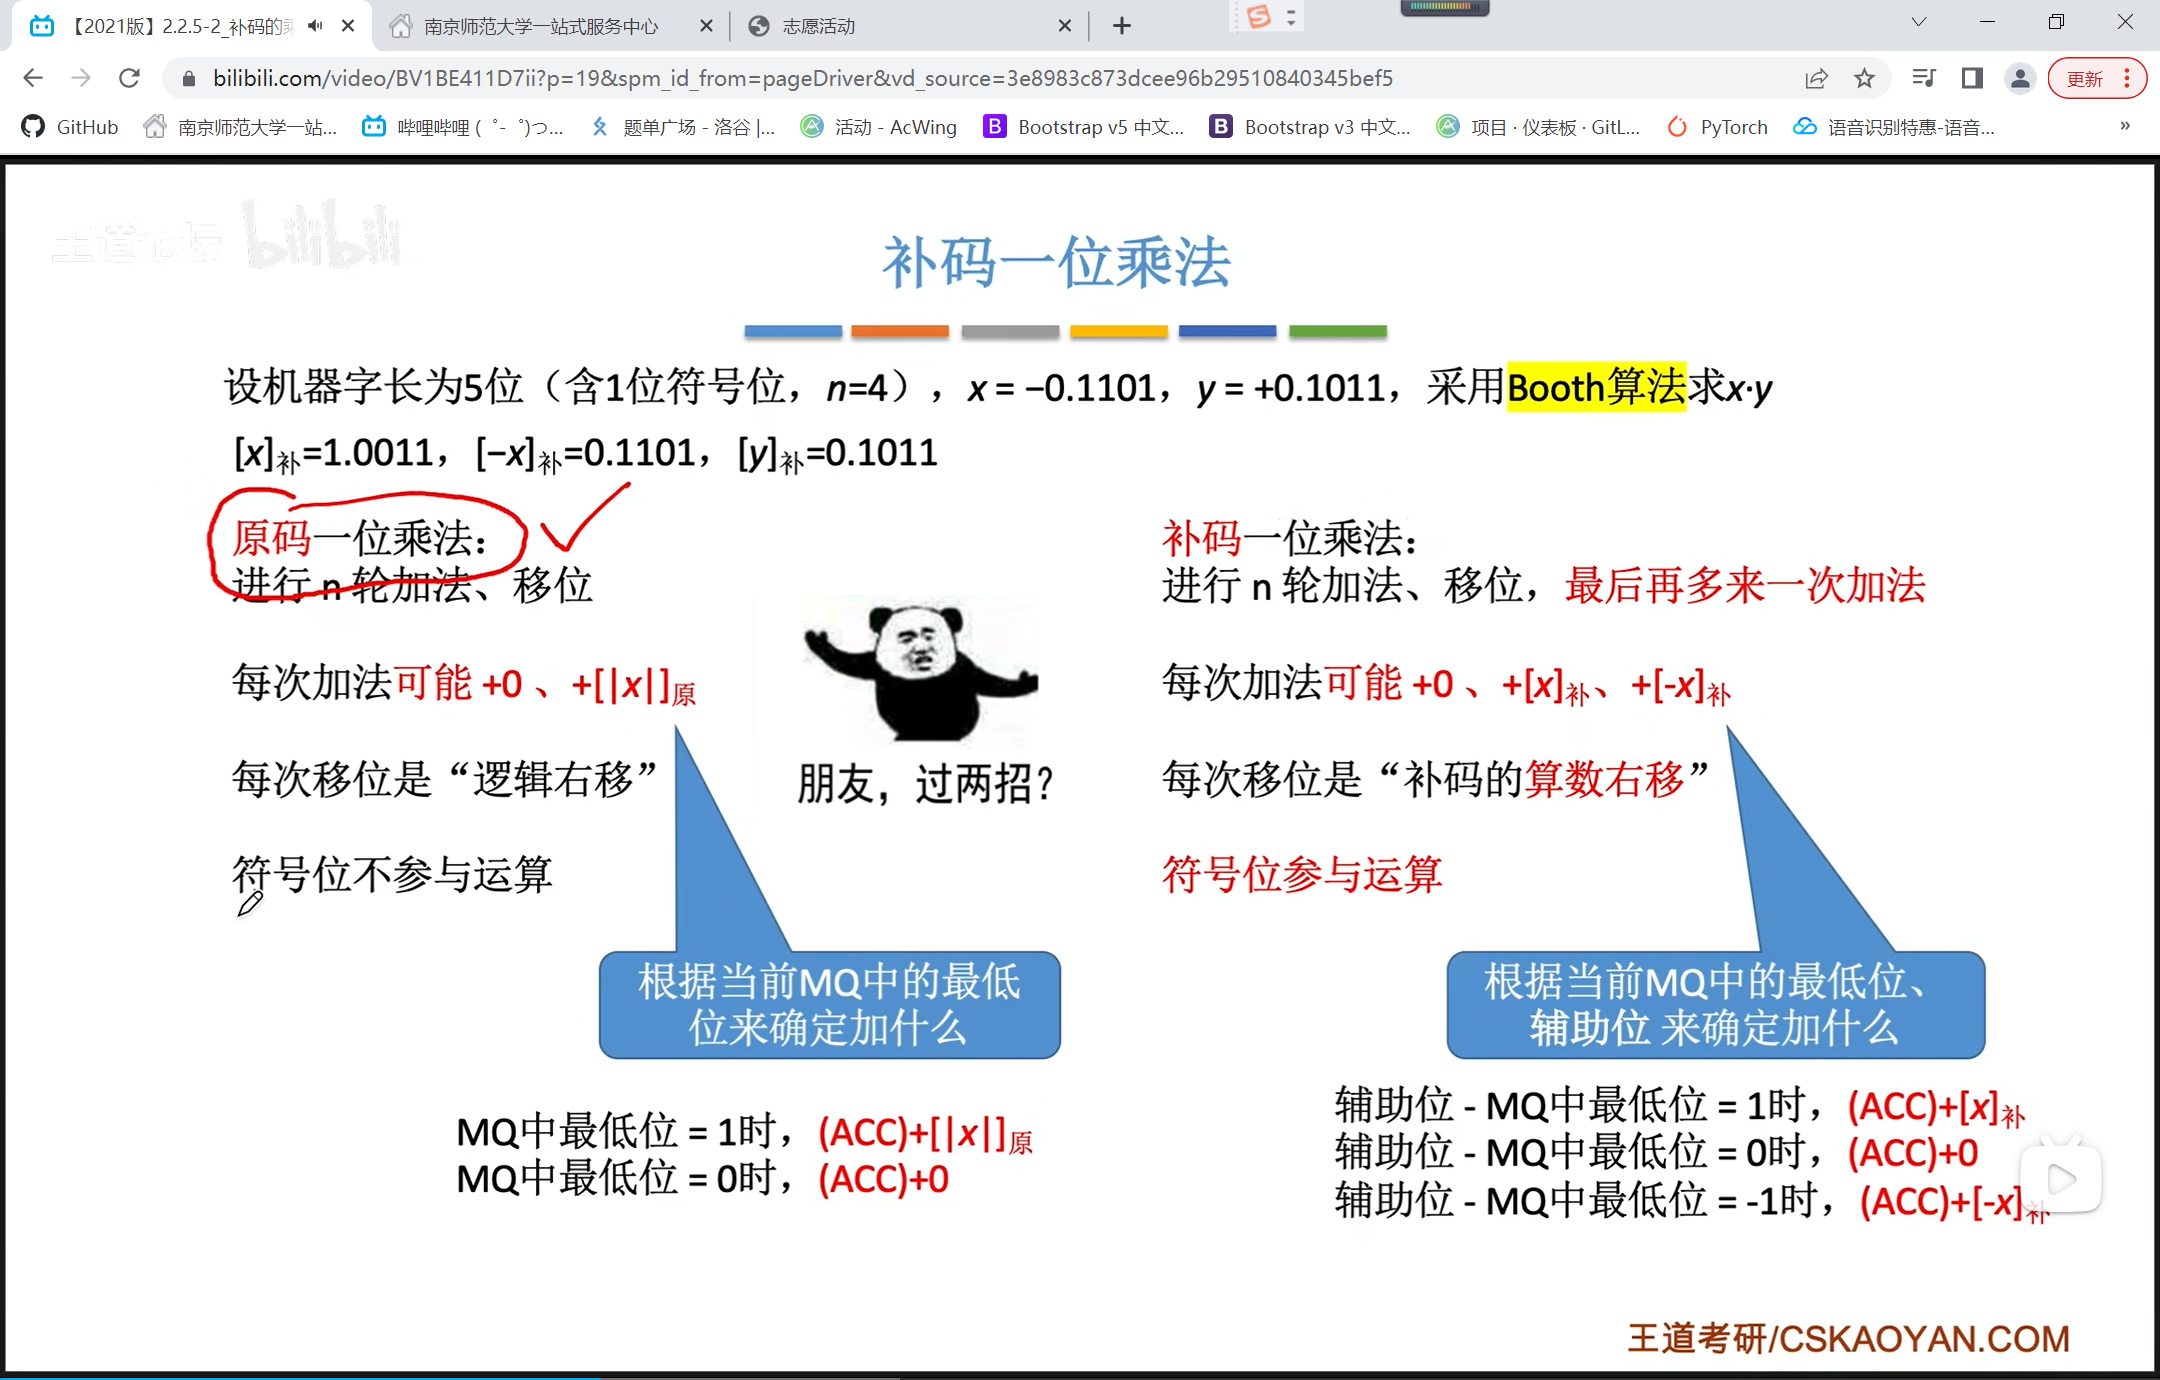 【2021版】2.2.5-2_补码的
南京师范大学一站式服务中心
志愿活动
bilibili.com/video/BV1BE411D7ii?p=19&spm_id_from=pageDriver&vd_source=3e8983c873dcee96b29510840345bef5
更新
GitHub
南京师范大学一站...
哔哩哔哩 (゜-゜)つ...
题单广场 - 洛谷 |...
活动 - AcWing
Bootstrap v5 中文...
Bootstrap v3 中文...
项目 · 仪表板 · GitL...
PyTorch
语音识别特惠-语音...
»
王道论坛 bilibili
补码一位乘法
设机器字长为5位（含1位符号位，n=4），x = −0.1101，y = +0.1011，采用Booth算法求x·y
[x]补=1.0011，[−x]补=0.1101，[y]补=0.1011
原码一位乘法：
进行 n 轮加法、移位
每次加法可能 +0 、+[|x|]原
每次移位是“逻辑右移”
符号位不参与运算
根据当前MQ中的最低
位来确定加什么
MQ中最低位 = 1时，(ACC)+[|x|]原
MQ中最低位 = 0时，(ACC)+0
朋友，过两招？
补码一位乘法：
进行 n 轮加法、移位，最后再多来一次加法
每次加法可能 +0 、+[x]补、+[-x]补
每次移位是“补码的算数右移”
符号位参与运算
根据当前MQ中的最低位、
辅助位 来确定加什么
辅助位 - MQ中最低位 = 1时，(ACC)+[x]补
辅助位 - MQ中最低位 = 0时，(ACC)+0
辅助位 - MQ中最低位 = -1时，(ACC)+[-x]补
王道考研/CSKAOYAN.COM